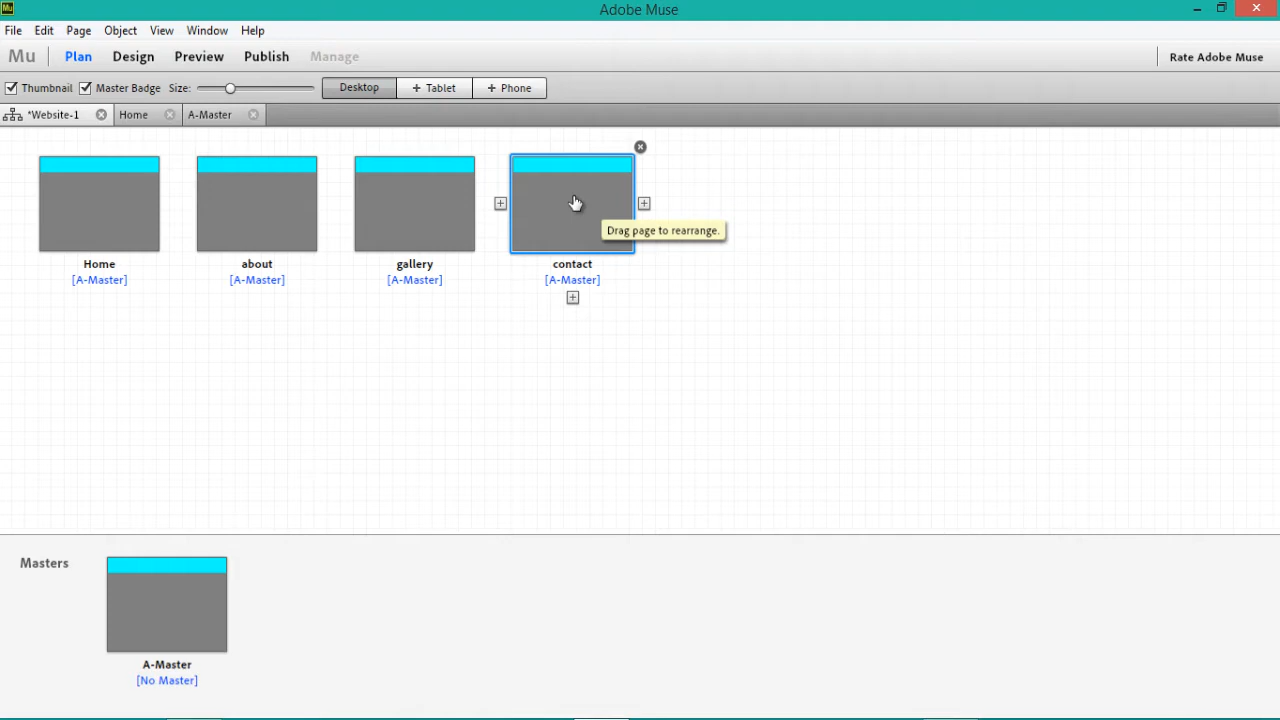 Mu
Adobe Muse
File Edit Page Object View Window Help
Mu Plan Design Preview Publish Manage Rate Adobe Muse
Thumbnail Master Badge Size: Desktop + Tablet + Phone
*Website-1 Home A-Master
Drag page to rearrange.
Home about gallery contact
[A-Master] [A-Master] [A-Master] [A-Master]
Masters
A-Master
[No Master]